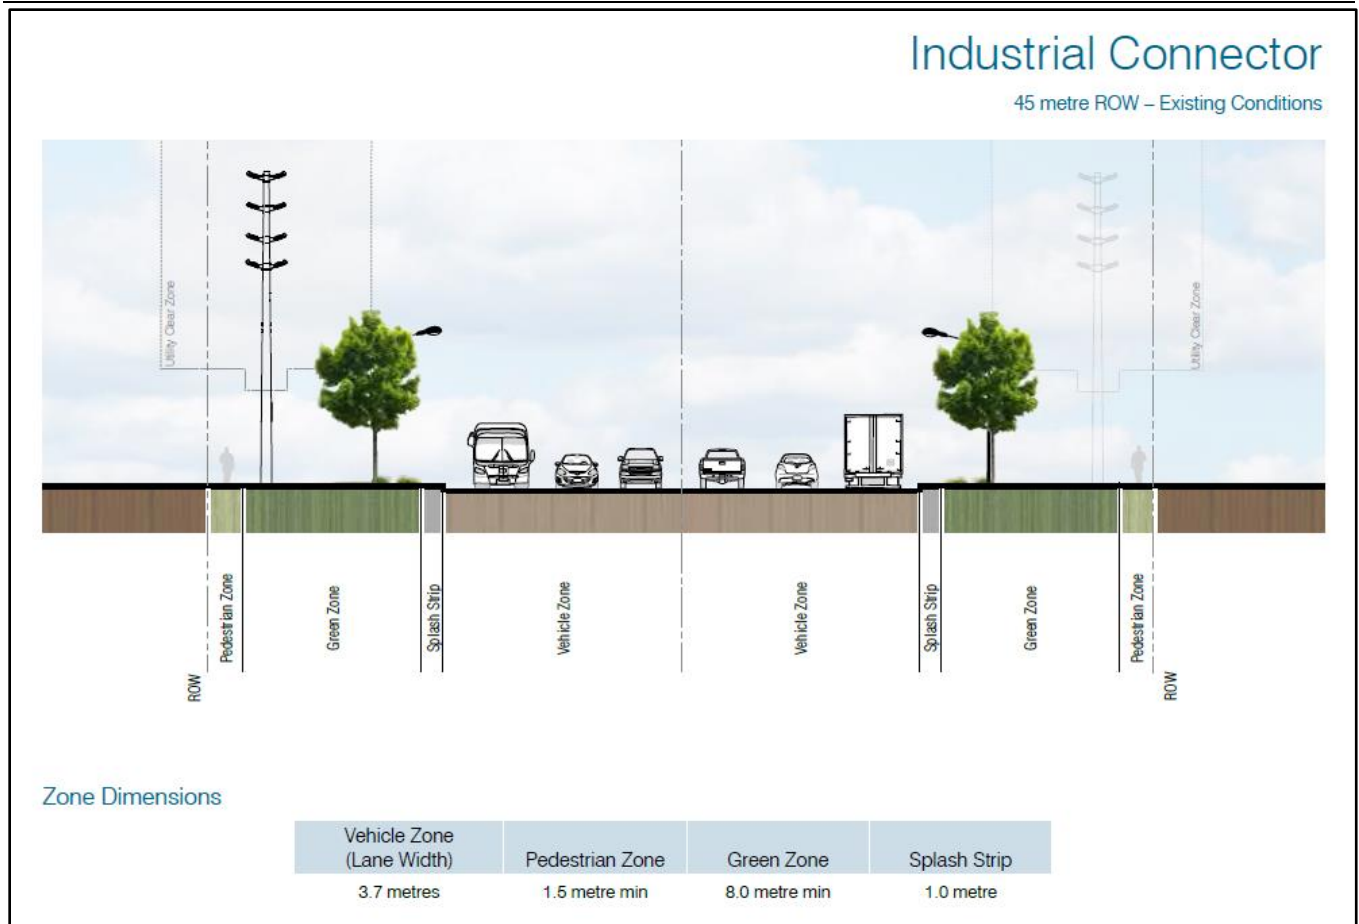 Industrial Connector
45 metre ROW – Existing Conditions
Utility Clear Zone
Utility Clear Zone
Pedestrian Zone
Green Zone
Splash Strip
Vehicle Zone
Vehicle Zone
Splash Strip
Green Zone
Pedestrian Zone
ROW
ROW
Zone Dimensions
Vehicle Zone
(Lane Width)
Pedestrian Zone
Green Zone
Splash Strip
3.7 metres
1.5 metre min
8.0 metre min
1.0 metre